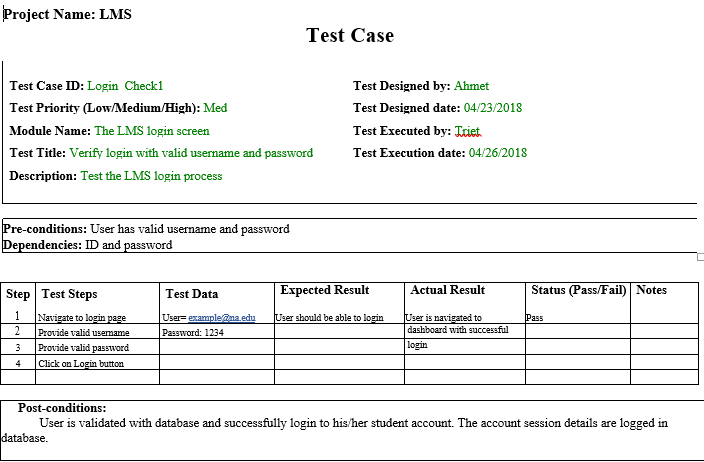 Project Name: LMS
Test Case
Test Case ID: Login_Check1 Test Designed by: Ahmet
Test Priority (Low/Medium/High): Med Test Designed date: 04/23/2018
Module Name: The LMS login screen Test Executed by: Triet
Test Title: Verify login with valid username and password Test Execution date: 04/26/2018
Description: Test the LMS login process
Pre-conditions: User has valid username and password
Dependencies: ID and password
Step Test Steps Test Data Expected Result Actual Result Status (Pass/Fail) Notes
1 Navigate to login page User= example@na.edu User should be able to login User is navigated to Pass
2 Provide valid username Password: 1234 dashboard with successful
3 Provide valid password login
4 Click on Login button
Post-conditions:
User is validated with database and successfully login to his/her student account. The account session details are logged in
database.